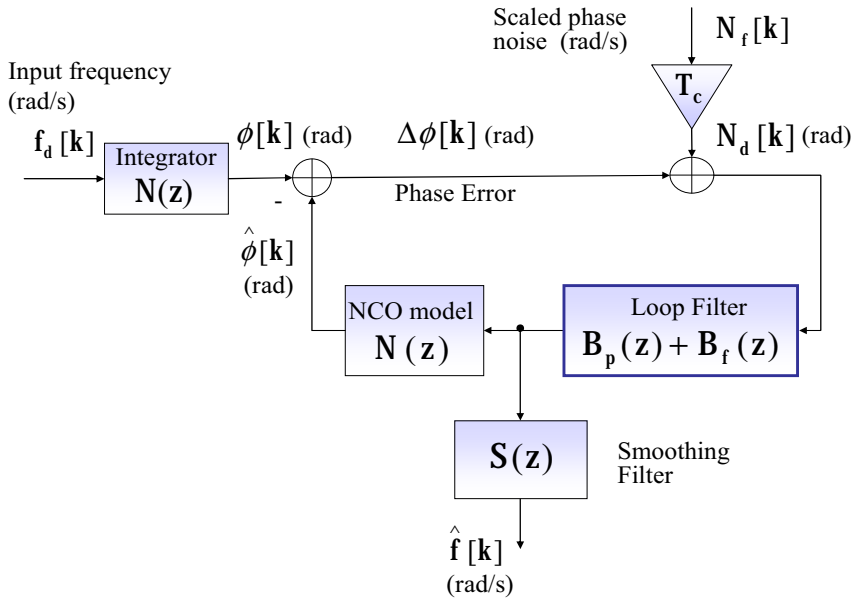 Scaled phase
noise (rad/s)
N_f[k]
Input frequency
(rad/s)
T_c
f_d[k]
ϕ[k] (rad)
Δϕ[k] (rad)
N_d[k] (rad)
Integrator
N(z)
-
Phase Error
ϕ̂[k]
(rad)
NCO model
N(z)
Loop Filter
B_p(z) + B_f(z)
S(z)
Smoothing
Filter
f̂[k]
(rad/s)